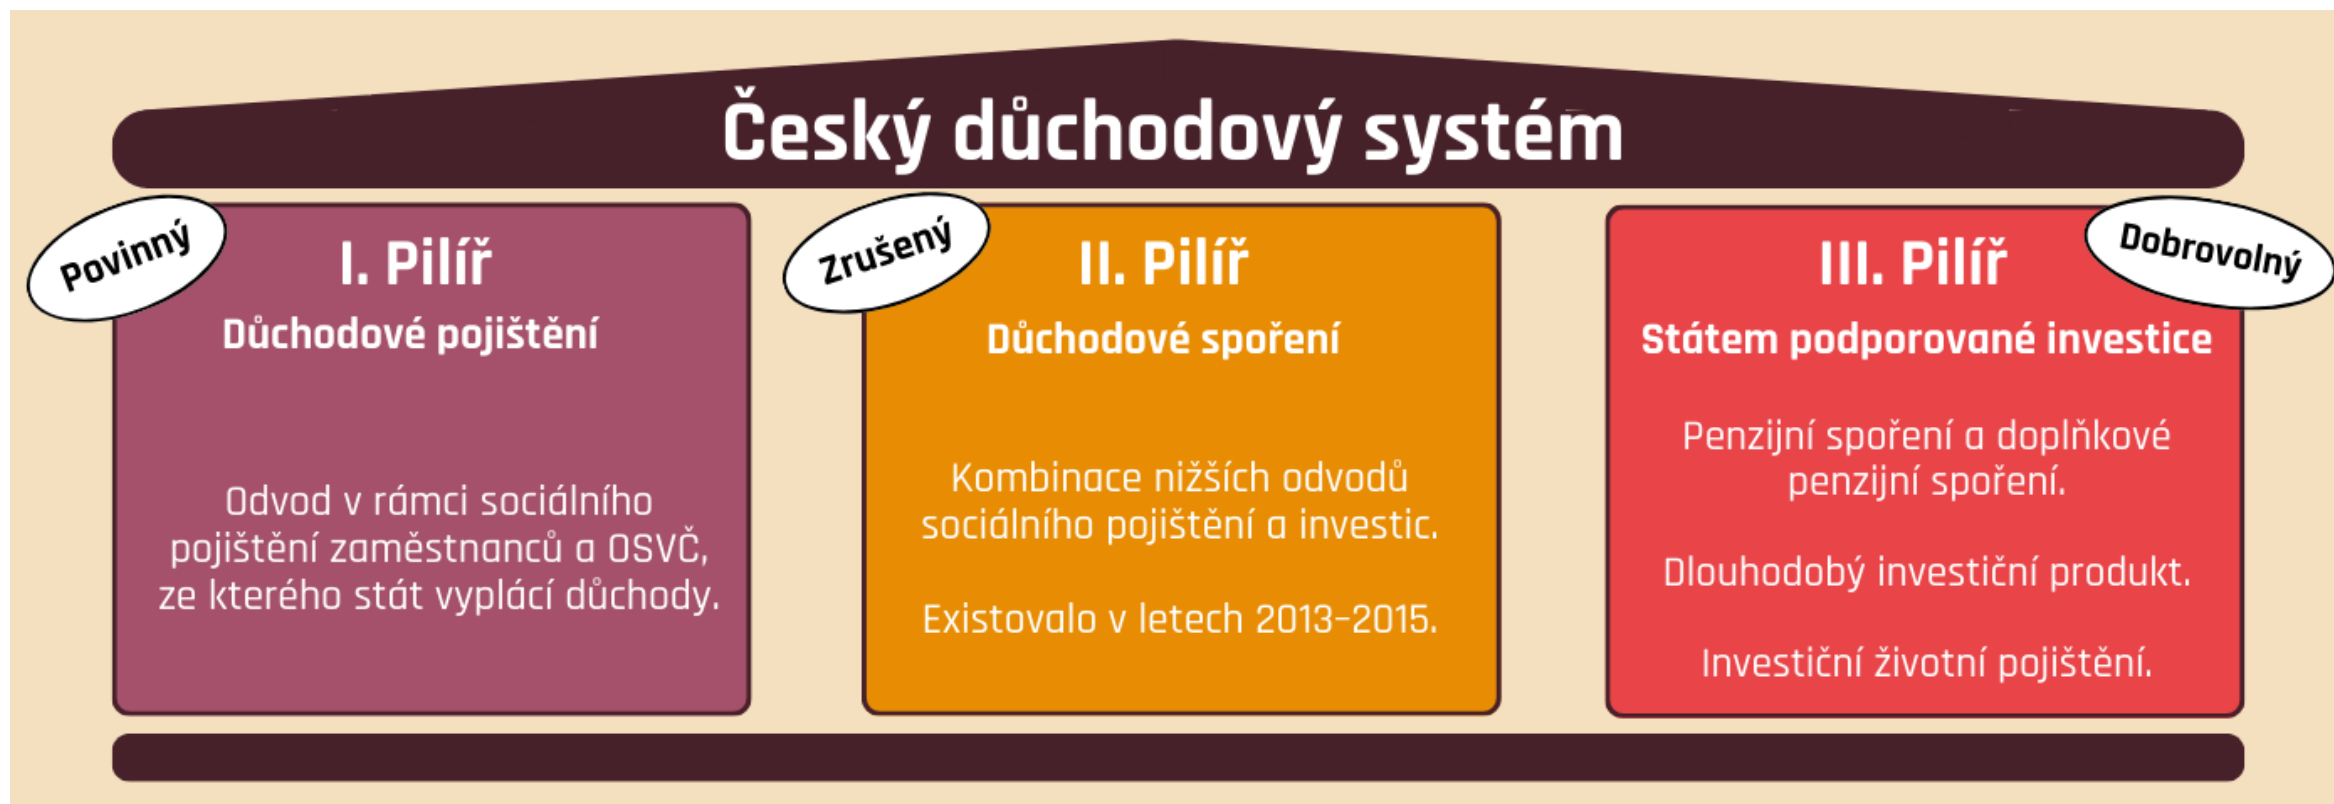 Český důchodový systém
Povinný
I. Pilíř
Důchodové pojištění
Odvod v rámci sociálního
pojištění zaměstnanců a OSVČ,
ze kterého stát vyplácí důchody.
Zrušený
II. Pilíř
Důchodové spoření
Kombinace nižších odvodů
sociálního pojištění a investic.
Existovalo v letech 2013–2015.
Dobrovolný
III. Pilíř
Státem podporované investice
Penzijní spoření a doplňkové
penzijní spoření.
Dlouhodobý investiční produkt.
Investiční životní pojištění.